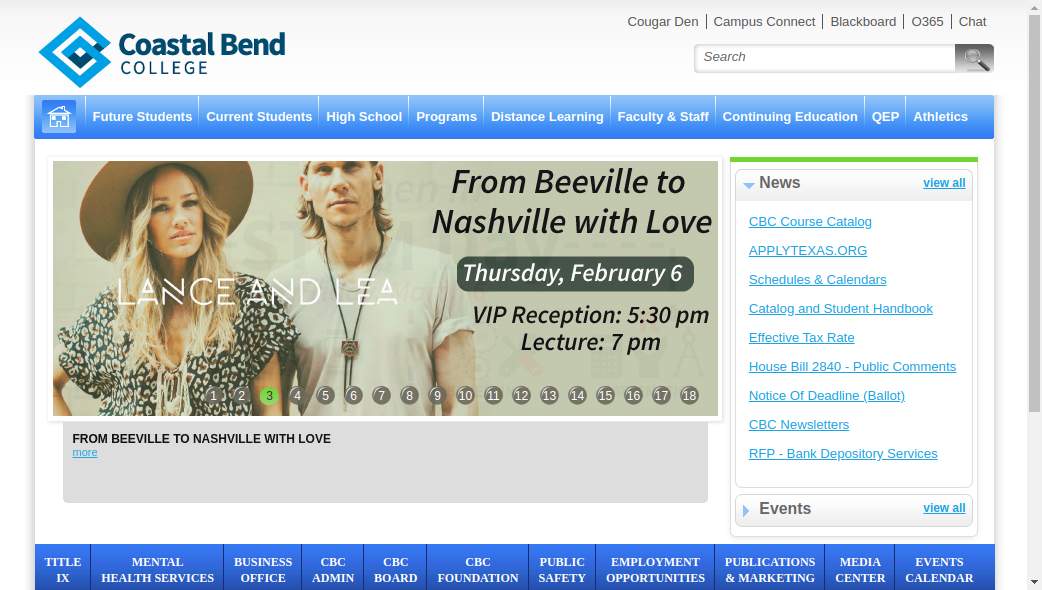 Cougar Den
Campus Connect
Blackboard
O365
Chat
Coastal Bend
COLLEGE
Search
Future Students
Current Students
High School
Programs
Distance Learning
Faculty & Staff
Continuing Education
QEP
Athletics
From Beeville to
Nashville with Love
Thursday, February 6
LANCE AND LEA
VIP Reception: 5:30 pm
Lecture: 7 pm
1 2 3 4 5 6 7 8 9 10 11 12 13 14 15 16 17 18
FROM BEEVILLE TO NASHVILLE WITH LOVE
more
News
view all
CBC Course Catalog
APPLYTEXAS.ORG
Schedules & Calendars
Catalog and Student Handbook
Effective Tax Rate
House Bill 2840 - Public Comments
Notice Of Deadline (Ballot)
CBC Newsletters
RFP - Bank Depository Services
Events
view all
TITLE
IX
MENTAL
HEALTH SERVICES
BUSINESS
OFFICE
CBC
ADMIN
CBC
BOARD
CBC
FOUNDATION
PUBLIC
SAFETY
EMPLOYMENT
OPPORTUNITIES
PUBLICATIONS
& MARKETING
MEDIA
CENTER
EVENTS
CALENDAR